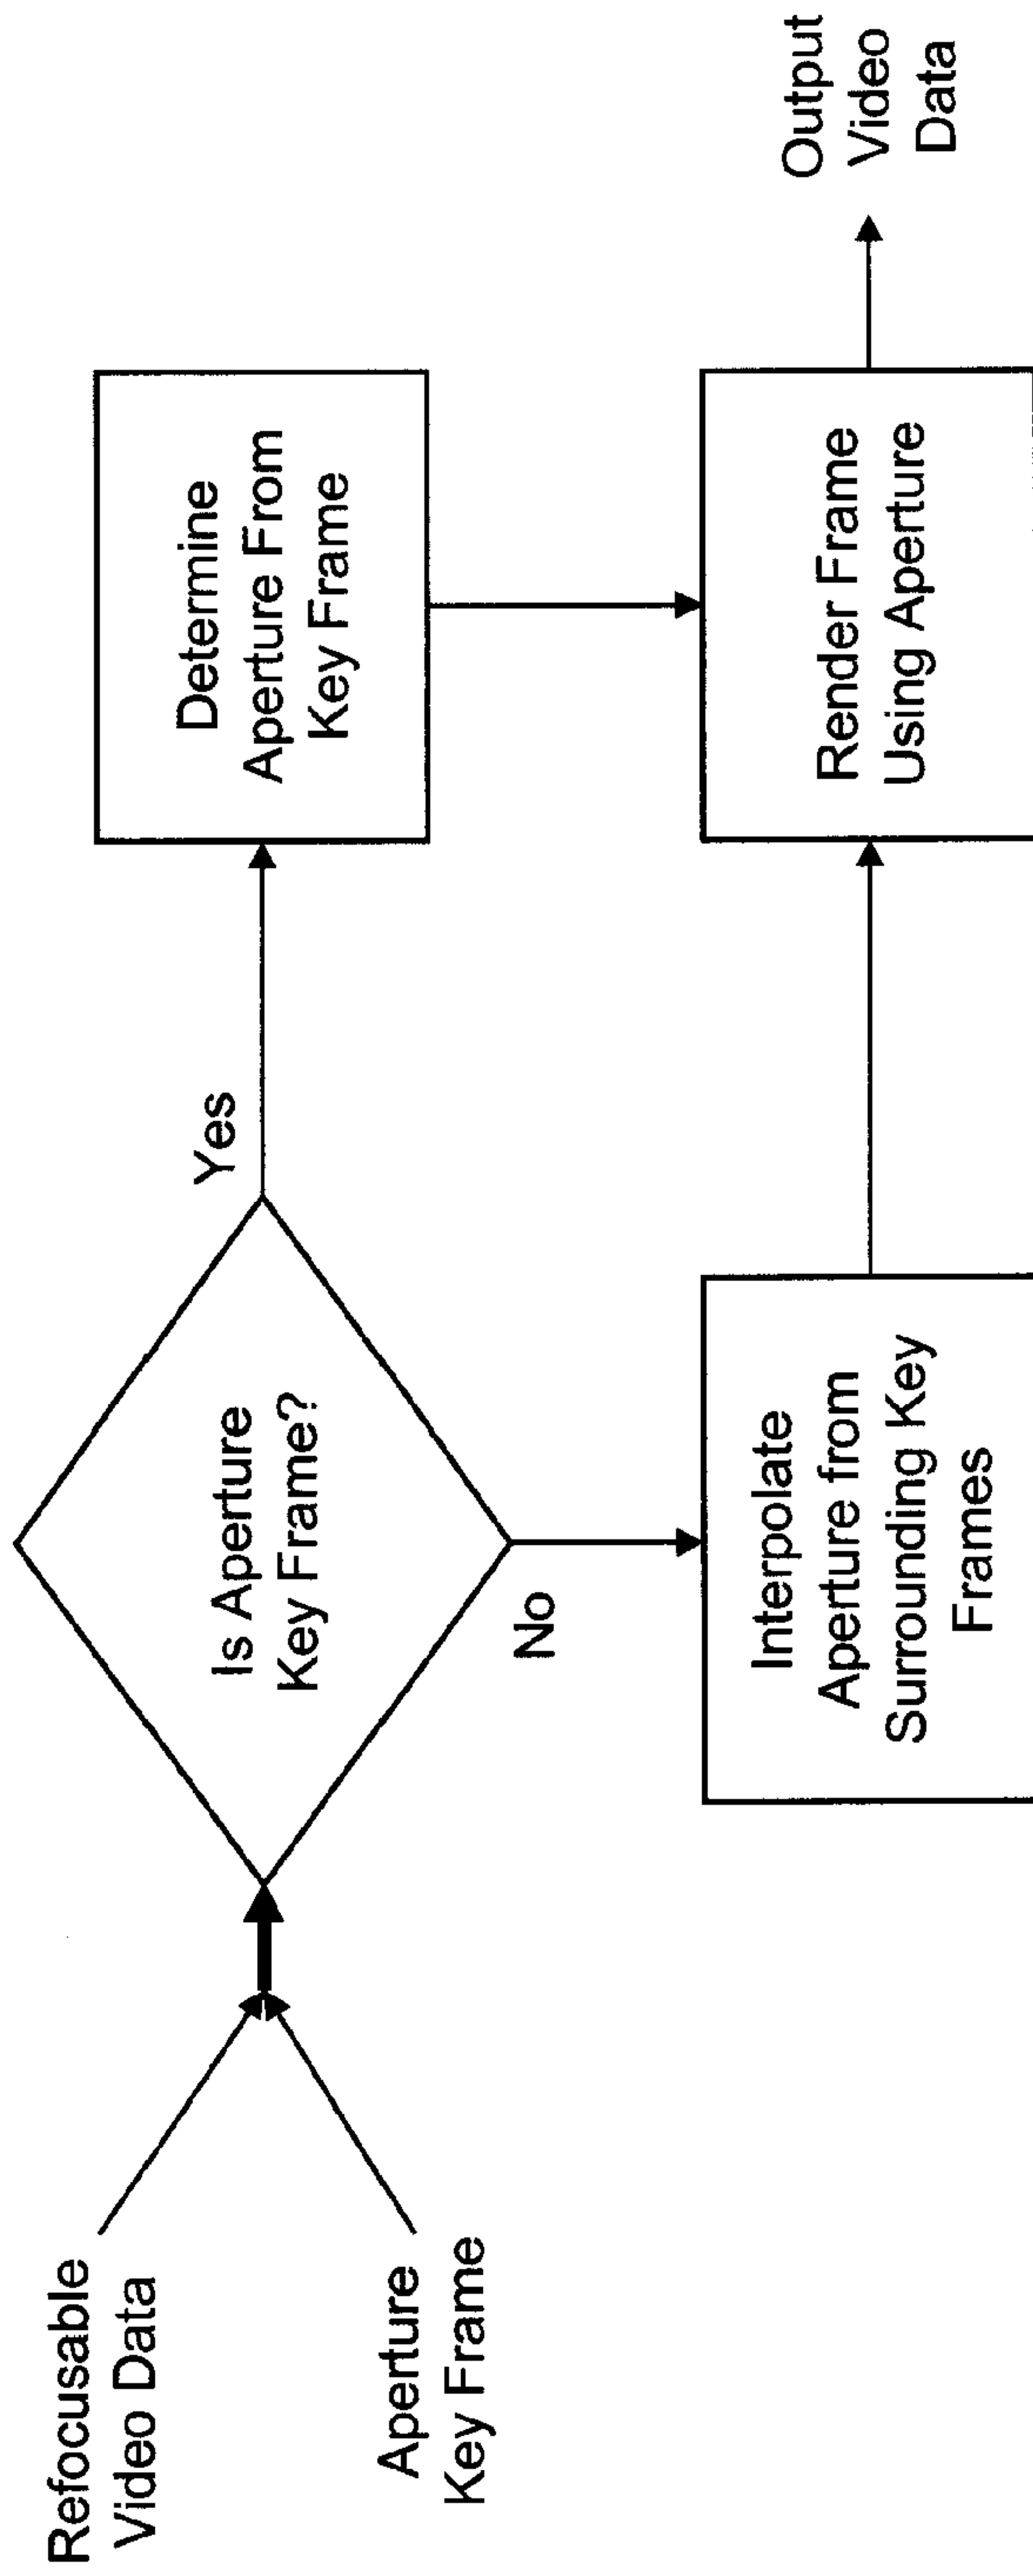 Refocusable
Video Data
Aperture
Key Frame
Is Aperture
Key Frame?
Yes
No
Determine
Aperture From
Key Frame
Interpolate
Aperture from
Surrounding Key
Frames
Render Frame
Using Aperture
Output
Video
Data